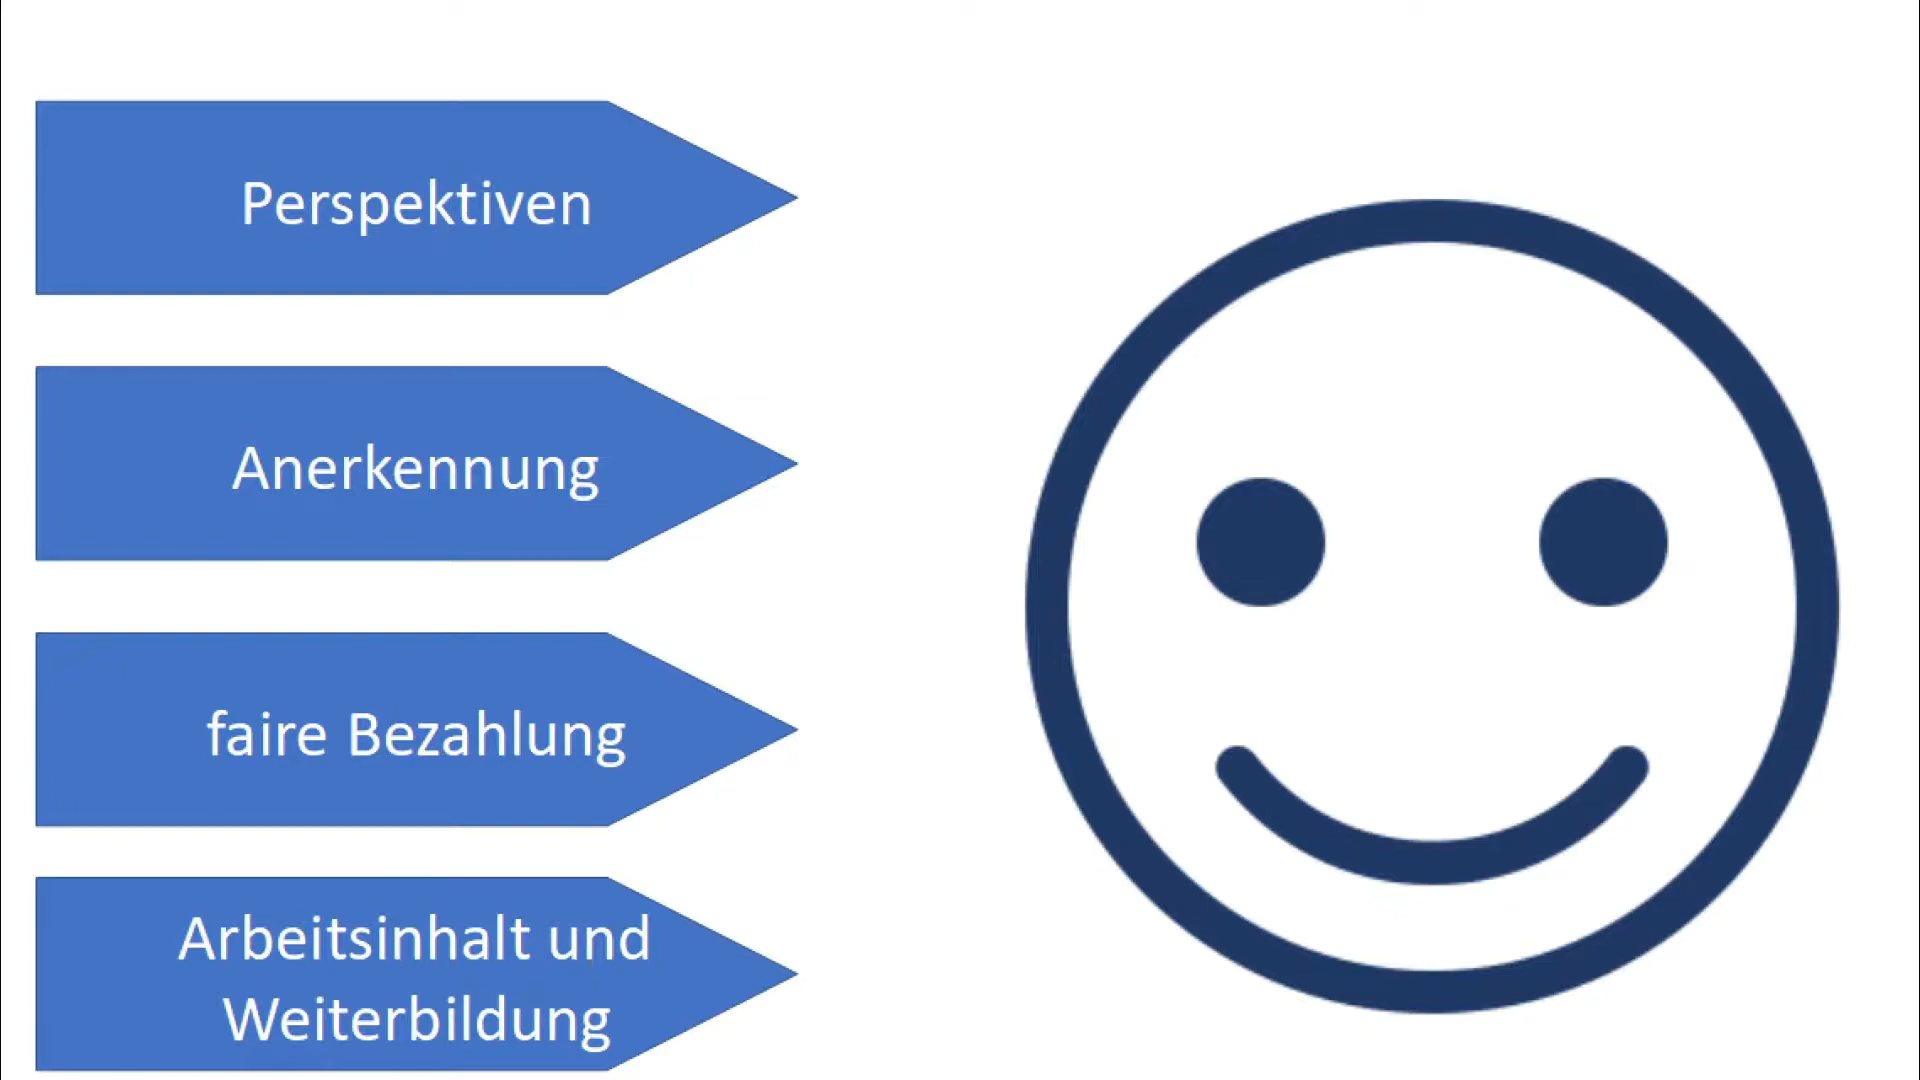 Perspektiven
Anerkennung
faire Bezahlung
Arbeitsinhalt und
Weiterbildung